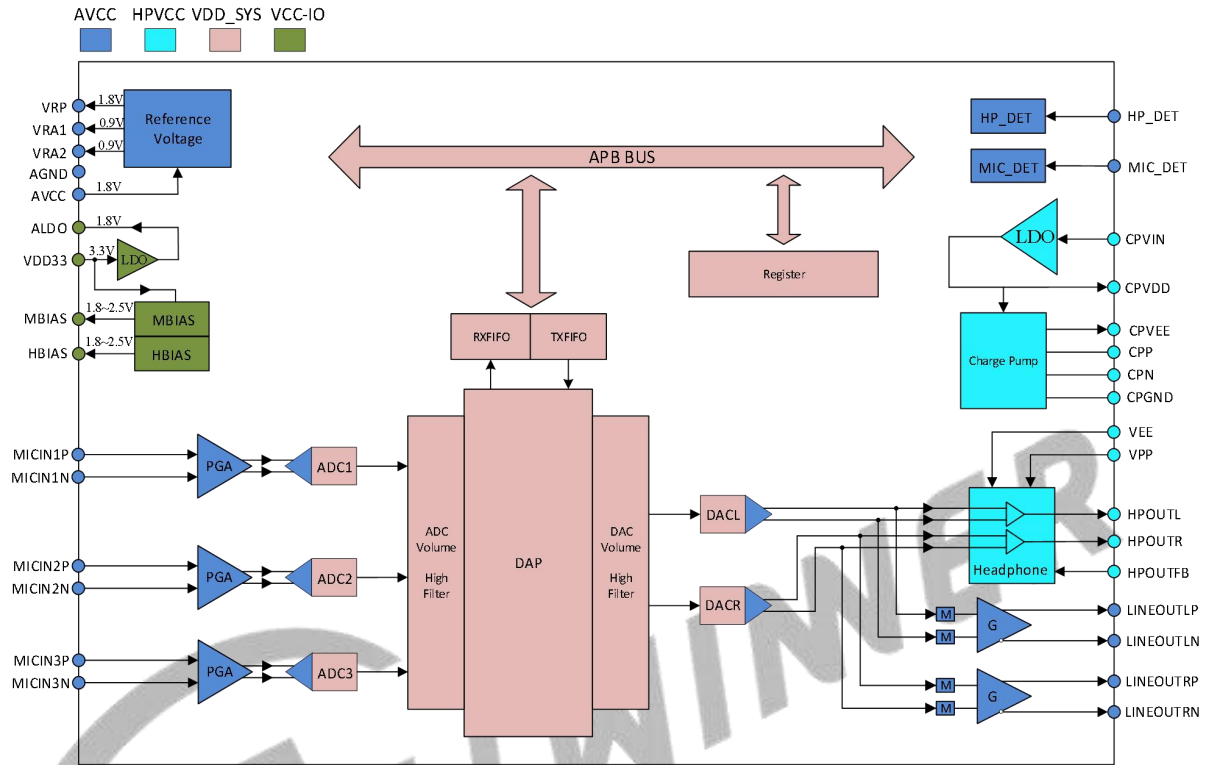 AVCC HPVCC VDD_SYS VCC-IO
VRP
1.8V
VRA1
0.9V
VRA2
0.9V
AGND
AVCC
1.8V
Reference
Voltage
ALDO
1.8V
VDD33
3.3V
LDO
MBIAS
1.8~2.5V
MBIAS
HBIAS
1.8~2.5V
HBIAS
APB BUS
Register
RXFIFO
TXFIFO
HP_DET
HP_DET
MIC_DET
MIC_DET
LDO
CPVIN
CPVDD
Charge Pump
CPVEE
CPP
CPN
CPGND
VEE
VPP
MICIN1P
MICIN1N
PGA
ADC1
MICIN2P
MICIN2N
PGA
ADC2
MICIN3P
MICIN3N
PGA
ADC3
ADC
Volume
High
Filter
DAP
DAC
Volume
High
Filter
DACL
DACR
Headphone
HPOUTL
HPOUTR
HPOUTFB
M
M
G
LINEOUTLP
LINEOUTLN
M
M
G
LINEOUTRP
LINEOUTRN